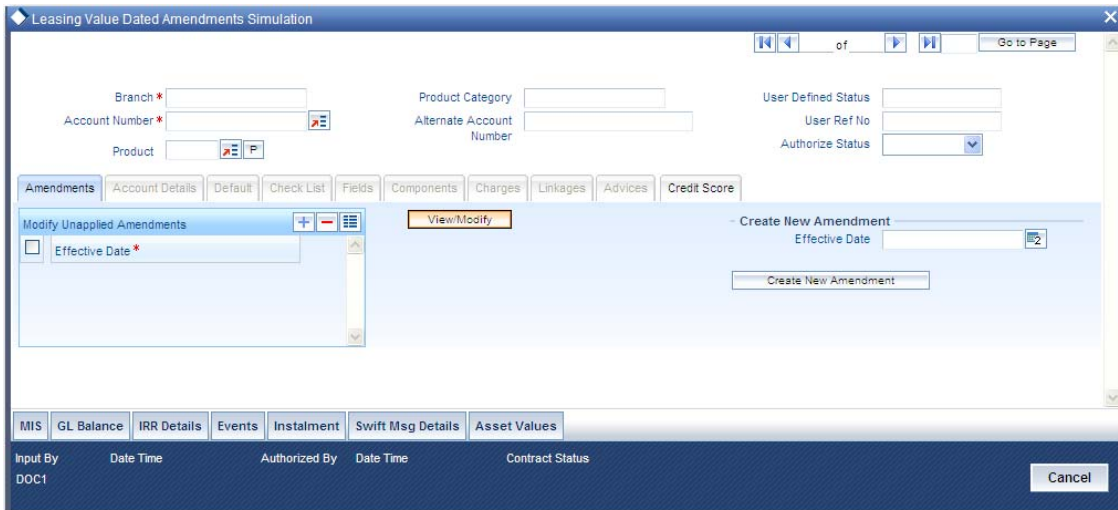 Leasing Value Dated Amendments Simulation
of Go to Page
Branch * Product Category User Defined Status
Account Number * Alternate Account Number User Ref No
Product P Authorize Status
Amendments Account Details Default Check List Fields Components Charges Linkages Advices Credit Score
Modify Unapplied Amendments View/Modify Create New Amendment
Effective Date * Effective Date 2
Create New Amendment
MIS GL Balance IRR Details Events Instalment Swift Msg Details Asset Values
Input By Date Time Authorized By Date Time Contract Status
DOC1 Cancel